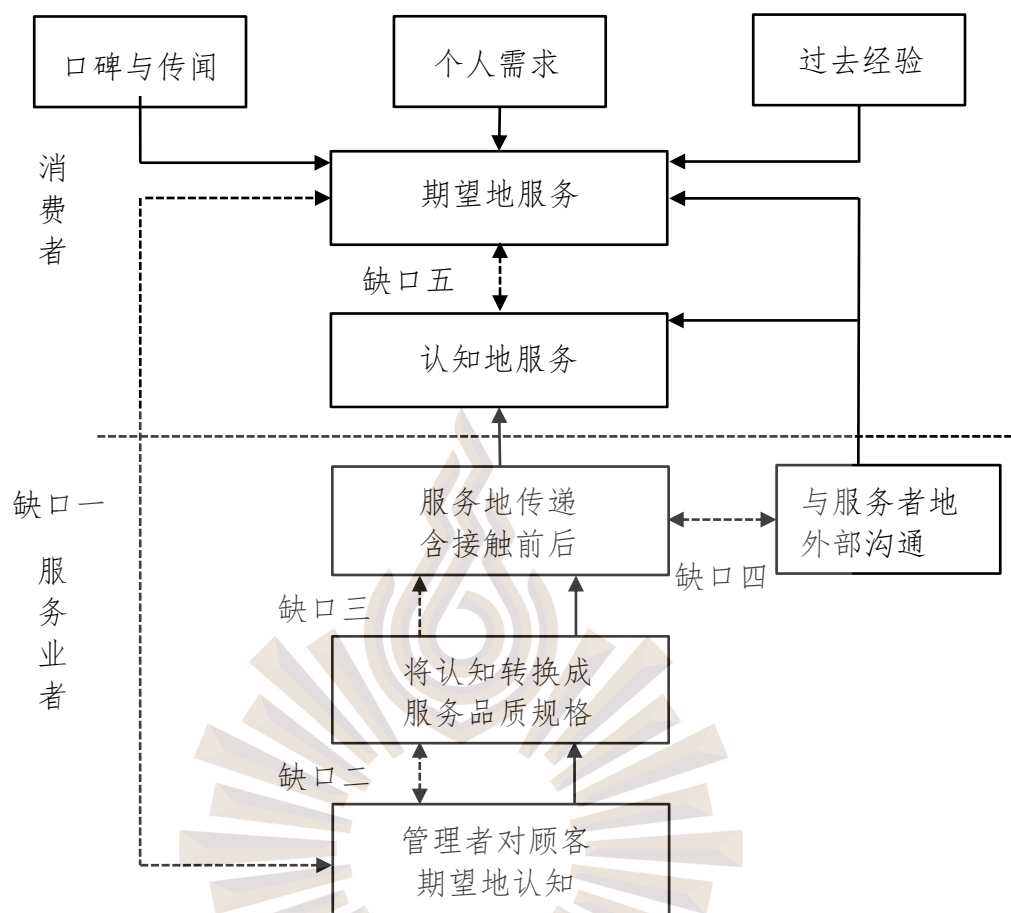 口碑与传闻
个人需求
过去经验
消
费
者
期望地服务
缺口五
认知地服务
缺口一
服
务
业
者
服务地传递
含接触前后
与服务者地
外部沟通
缺口四
缺口三
将认知转换成
服务品质规格
缺口二
管理者对顾客
期望地认知